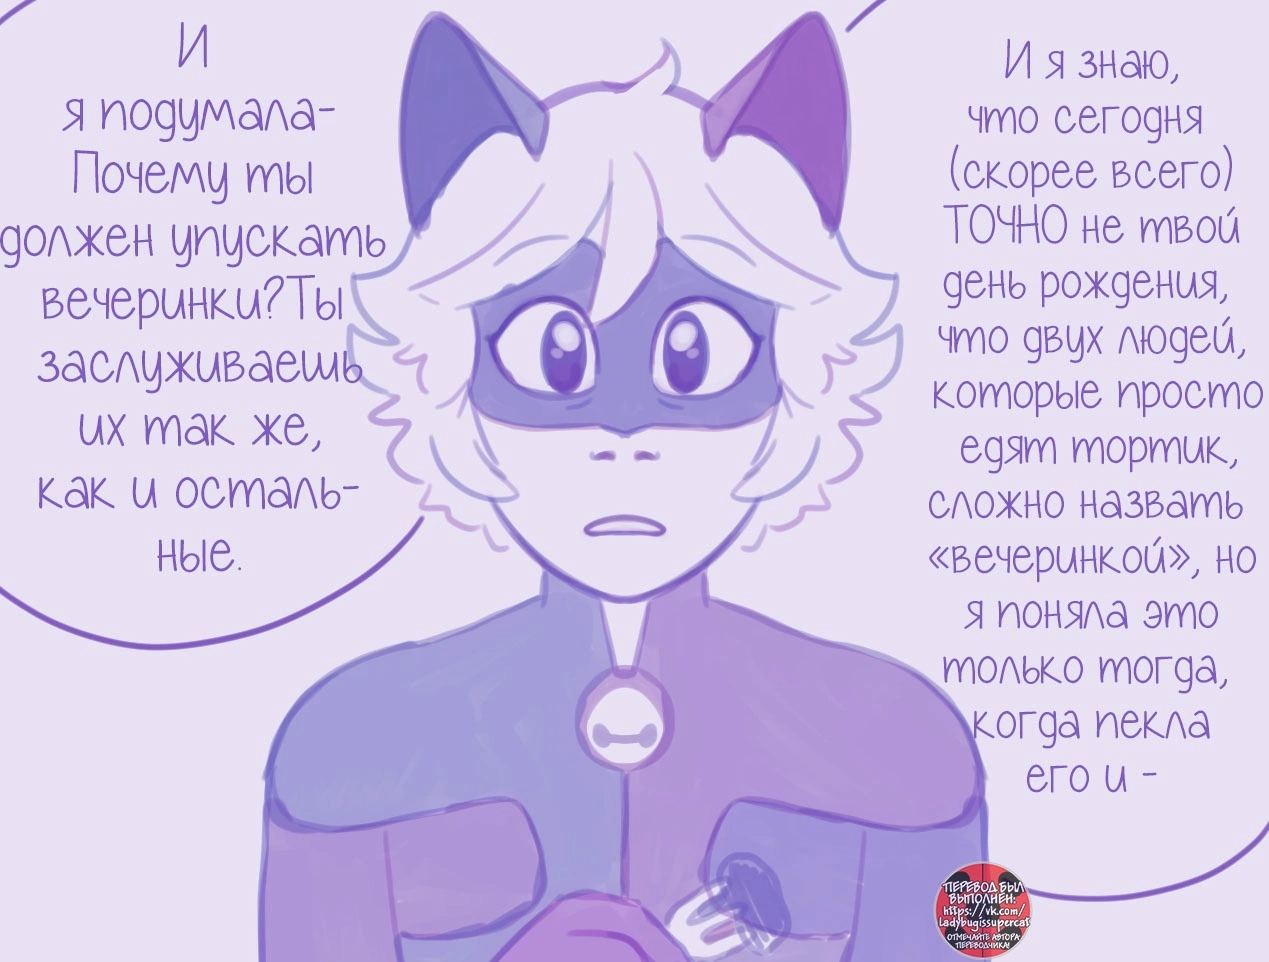 И
я подумала-
Почему ты
должен упускать
вечеринки?Ты
заслуживаешь
их так же,
как и осталь-
ные.
И я знаю,
что сегодня
(скорее всего)
ТОЧНО не твой
день рождения,
что двух людей,
которые просто
едят тортик,
сложно назвать
«вечеринкой», но
я поняла это
только тогда,
когда пекла
его и -
ПЕРЕВОД БЫЛ
ВЫПОЛНЕН:
https://vk.com/
ladybugissupercat
ОТМЕЧАЙТЕ АВТОРА
ПЕРЕВОДЧИКА!